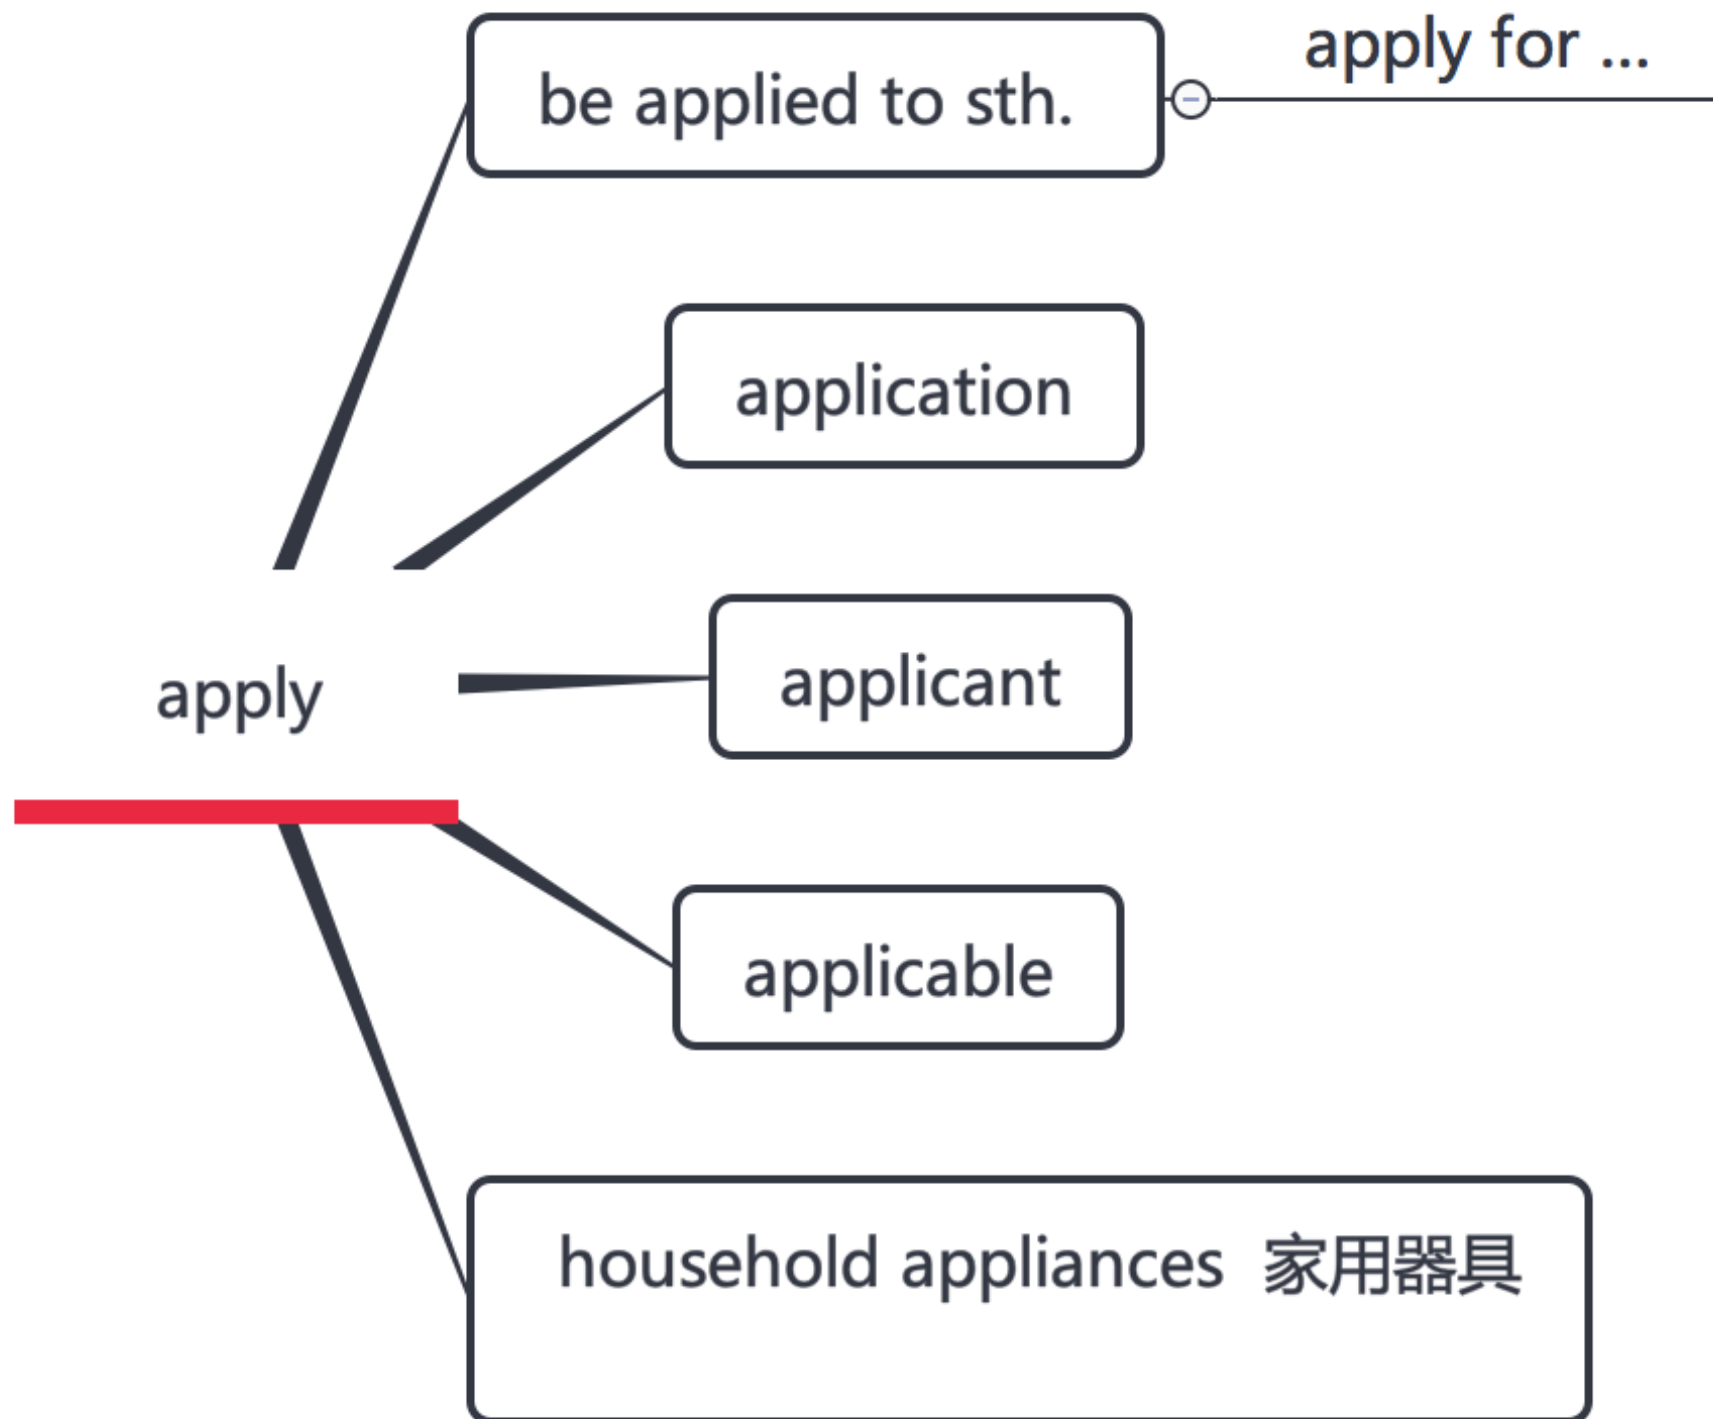 be applied to sth.
apply for ...
application
applicant
apply
applicable
household appliances 家用器具